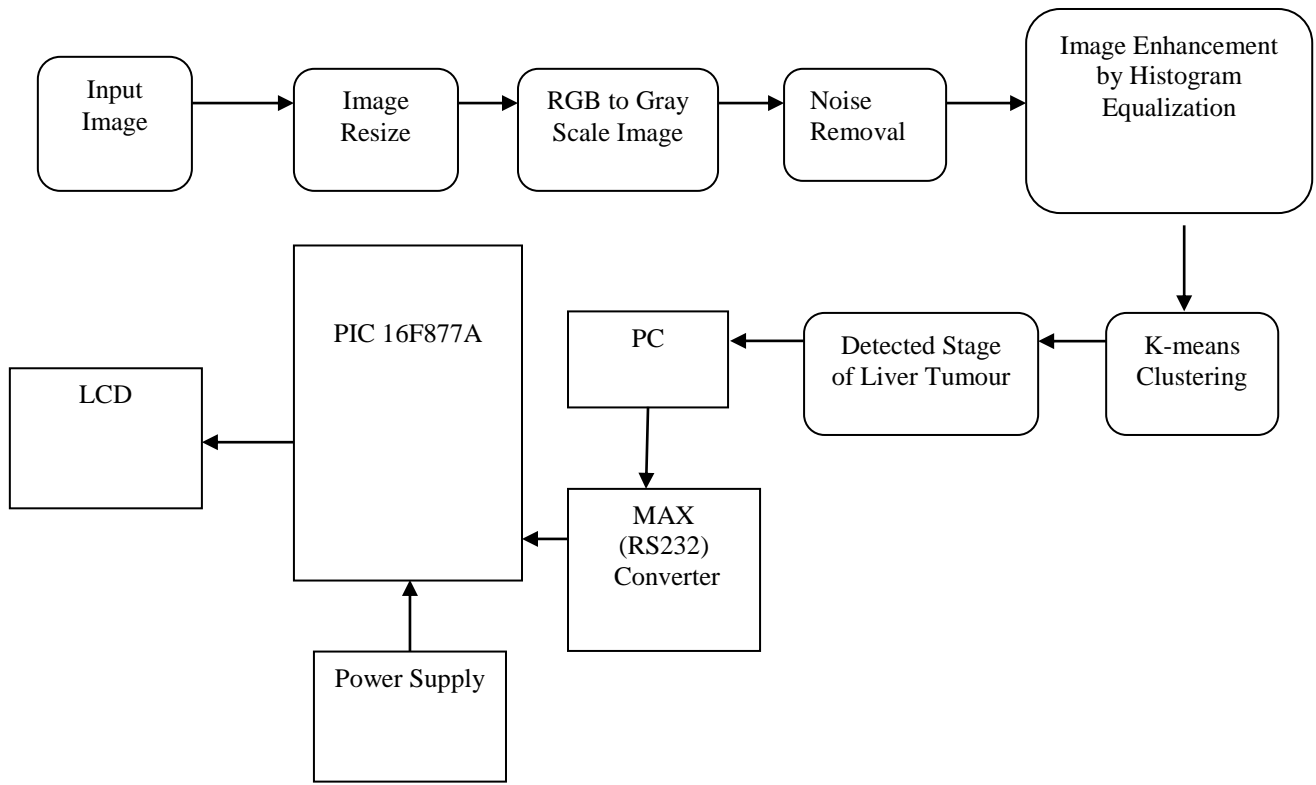 Input
Image
Image
Resize
RGB to Gray
Scale Image
Noise
Removal
Image Enhancement
by Histogram
Equalization
PIC 16F877A
PC
Detected Stage
of Liver Tumour
K-means
Clustering
LCD
MAX
(RS232)
Converter
Power Supply